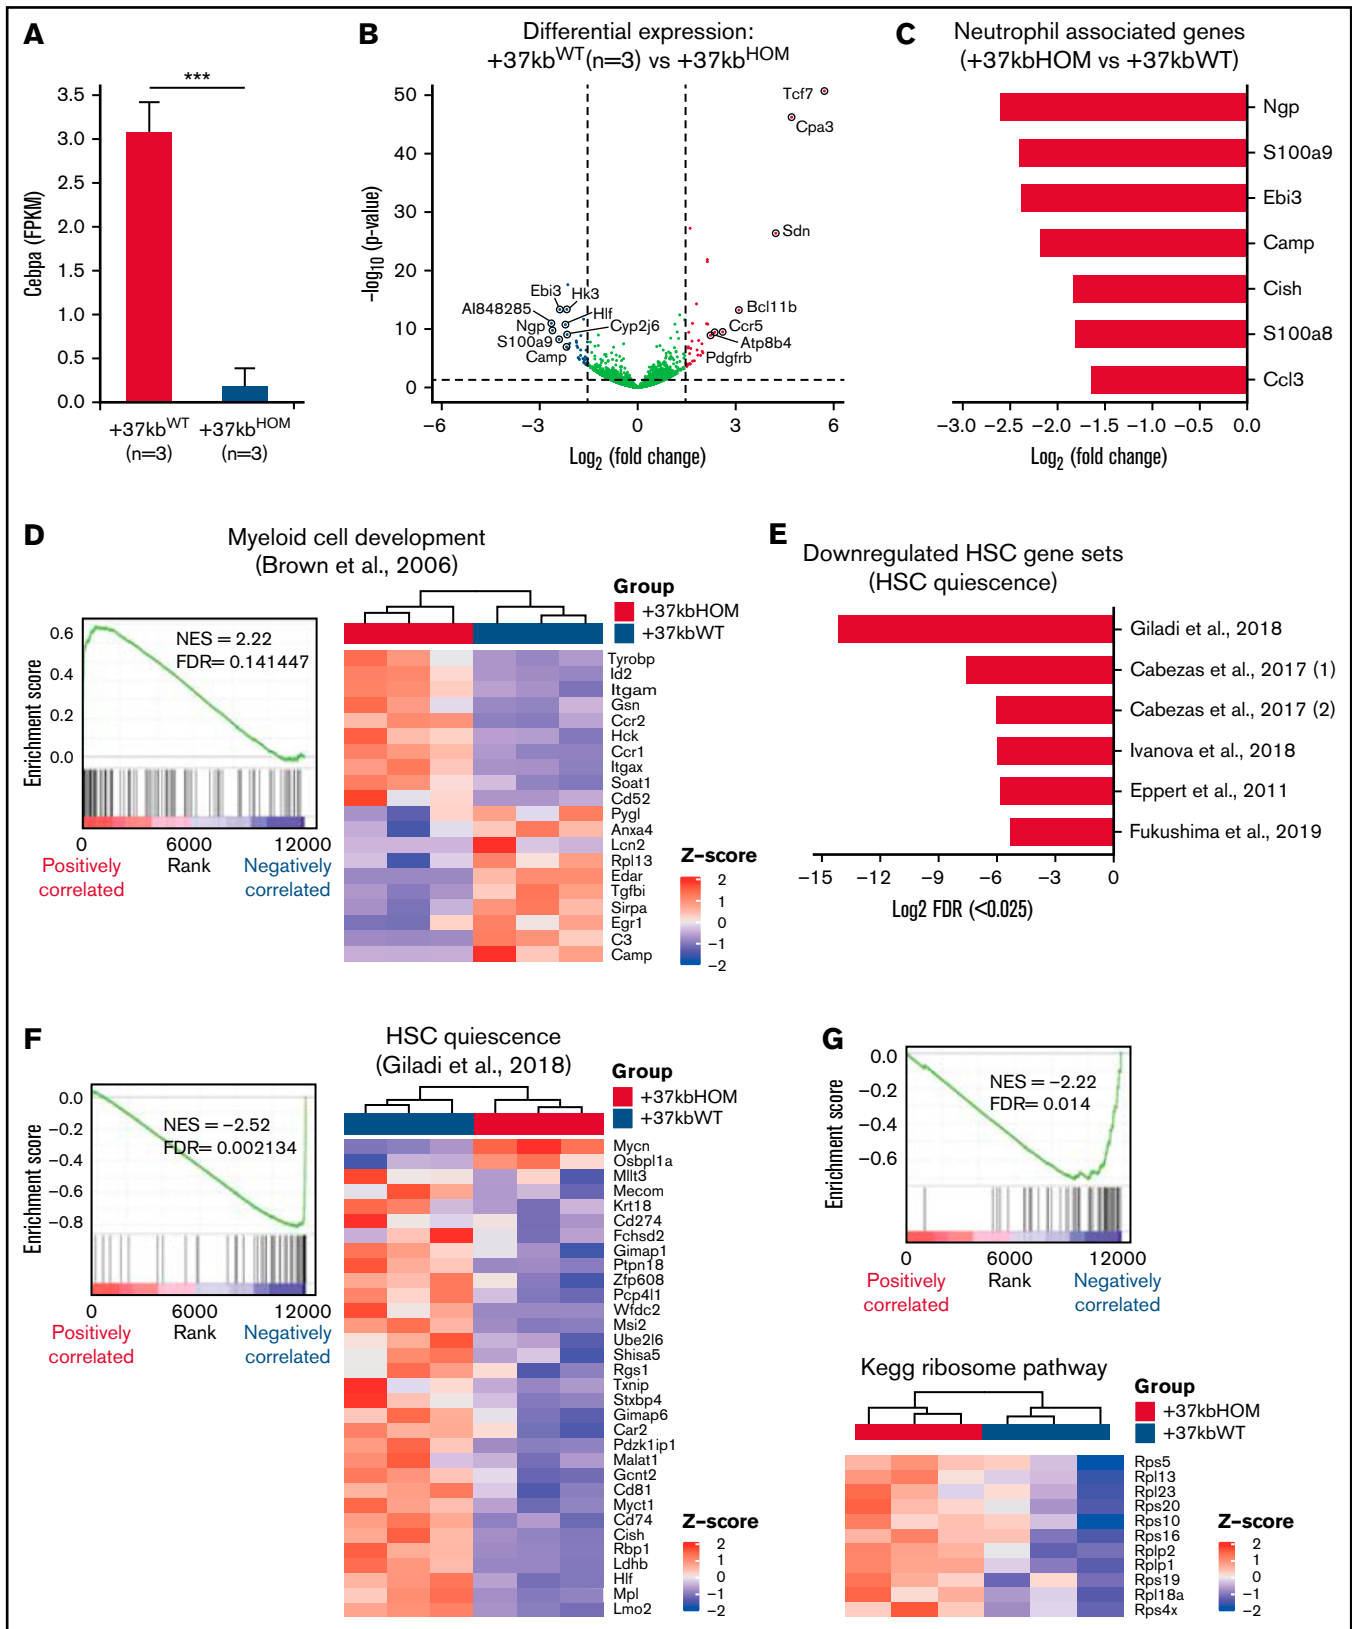 A
***
Cebpa (FPKM)
3.5
3.0
2.5
2.0
1.5
1.0
0.5
0.0
+37kbWT
(n=3)
+37kbHOM
(n=3)
B
Differential expression:
+37kbWT(n=3) vs +37kbHOM
−log10 (p-value)
50
40
30
20
10
0
Tcf7
Cpa3
Sdn
Bcl11b
Ccr5
Atp8b4
Pdgfrb
Ebi3
Hk3
AI848285
Hlf
Ngp
Cyp2j6
S100a9
Camp
−6
−3
0
3
6
Log2 (fold change)
C
Neutrophil associated genes
(+37kbHOM vs +37kbWT)
Ngp
S100a9
Ebi3
Camp
Cish
S100a8
Ccl3
−3.0 −2.5 −2.0 −1.5 −1.0 −0.5 0.0
Log2 (fold change)
D
Myeloid cell development
(Brown et al., 2006)
Enrichment score
0.6
0.4
0.2
0.0
NES = 2.22
FDR= 0.141447
0 6000 12000
Positively
correlated
Rank
Negatively
correlated
Group
+37kbHOM
+37kbWT
Tyrobp
Id2
Itgam
Gsn
Ccr2
Hck
Ccr1
Itgax
Soat1
Cd52
Pygl
Anxa4
Lcn2
Rpl13
Edar
Tgfbi
Sirpa
Egr1
C3
Camp
Z−score
2
1
0
−1
−2
E
Downregulated HSC gene sets
(HSC quiescence)
Giladi et al., 2018
Cabezas et al., 2017 (1)
Cabezas et al., 2017 (2)
Ivanova et al., 2018
Eppert et al., 2011
Fukushima et al., 2019
−15 −12 −9 −6 −3 0
Log2 FDR (<0.025)
F
HSC quiescence
(Giladi et al., 2018)
Enrichment score
0.0
−0.2
−0.4
−0.6
−0.8
NES = −2.52
FDR= 0.002134
0 6000 12000
Positively
correlated
Rank
Negatively
correlated
Group
+37kbHOM
+37kbWT
Mycn
Osbpl1a
Mllt3
Mecom
Krt18
Cd274
Fchsd2
Gimap1
Ptpn18
Zfp608
Pcp4l1
Wfdc2
Msi2
Ube2l6
Shisa5
Rgs1
Txnip
Stxbp4
Gimap6
Car2
Pdzk1ip1
Malat1
Gcnt2
Cd81
Myct1
Cd74
Cish
Rbp1
Ldhb
Hlf
Mpl
Lmo2
Z−score
2
1
0
−1
−2
G
Enrichment score
0.0
−0.2
−0.4
−0.6
NES = −2.22
FDR= 0.014
0 6000 12000
Positively
correlated
Rank
Negatively
correlated
Kegg ribosome pathway
Group
+37kbHOM
+37kbWT
Rps5
Rpl13
Rpl23
Rps20
Rps10
Rps16
Rplp2
Rplp1
Rps19
Rpl18a
Rps4x
Z−score
2
1
0
−1
−2